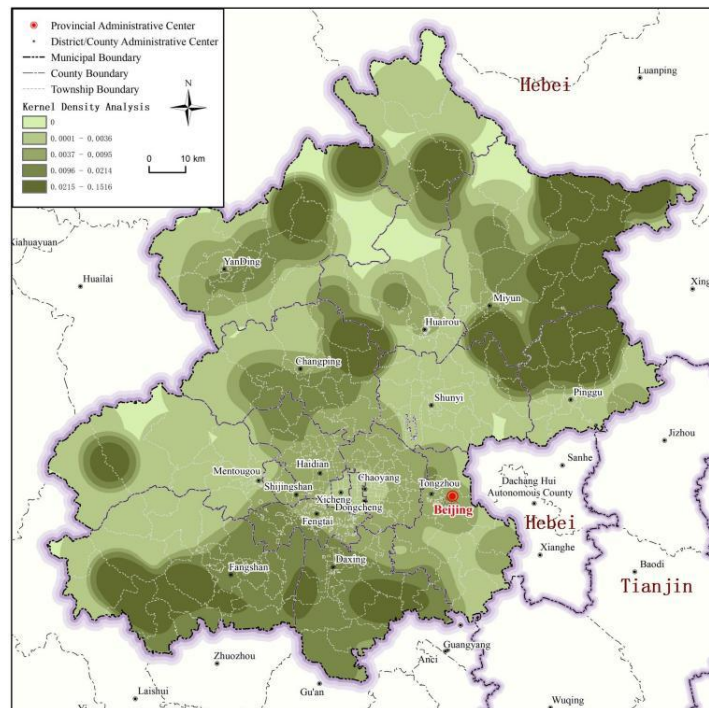 Provincial Administrative Center
District/County Administrative Center
Municipal Boundary
County Boundary
Township Boundary
Kernel Density Analysis
0
0.0001 - 0.0036
0.0037 - 0.0095
0.0096 - 0.0214
0.0215 - 0.1516
N
0 10 km
Hebei
Luanping
Huailai
YanDing
Miyun
Huairou
Changping
Shunyi
Pinggu
Jizhou
Sanhe
Mentougou
Haidian
Shijingshan
Chaoyang
Tongzhou
Xicheng
Dongcheng
Beijing
Fengtai
Dachang Hui
Autonomous County
Hebei
Xianghe
Fangshan
Daxing
Baodi
Tianjin
Guangyang
Anci
Zhuozhou
Laishui
Gu'an
Wuqing